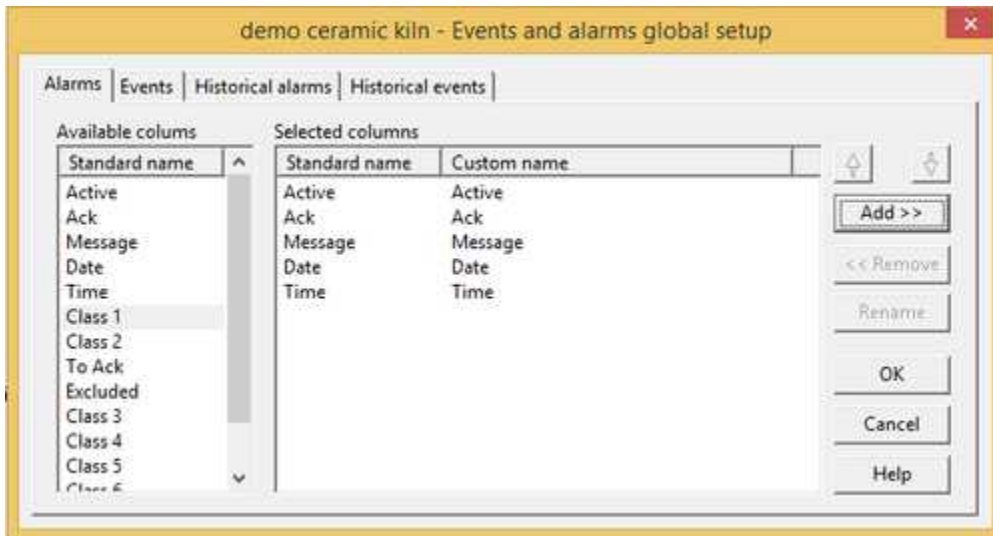 demo ceramic kiln - Events and alarms global setup
Alarms Events Historical alarms Historical events
Available colums
Standard name
Active
Ack
Message
Date
Time
Class 1
Class 2
To Ack
Excluded
Class 3
Class 4
Class 5
Class 6
Selected columns
Standard name Custom name
Active Active
Ack Ack
Message Message
Date Date
Time Time
Add >>
<< Remove
Rename
OK
Cancel
Help